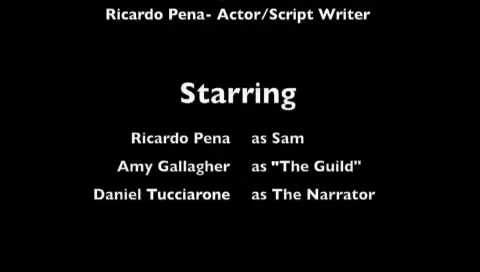 Ricardo Pena- Actor/Script Writer
Starring
Ricardo Pena as Sam
Amy Gallagher as "The Guild"
Daniel Tucciarone as The Narrator